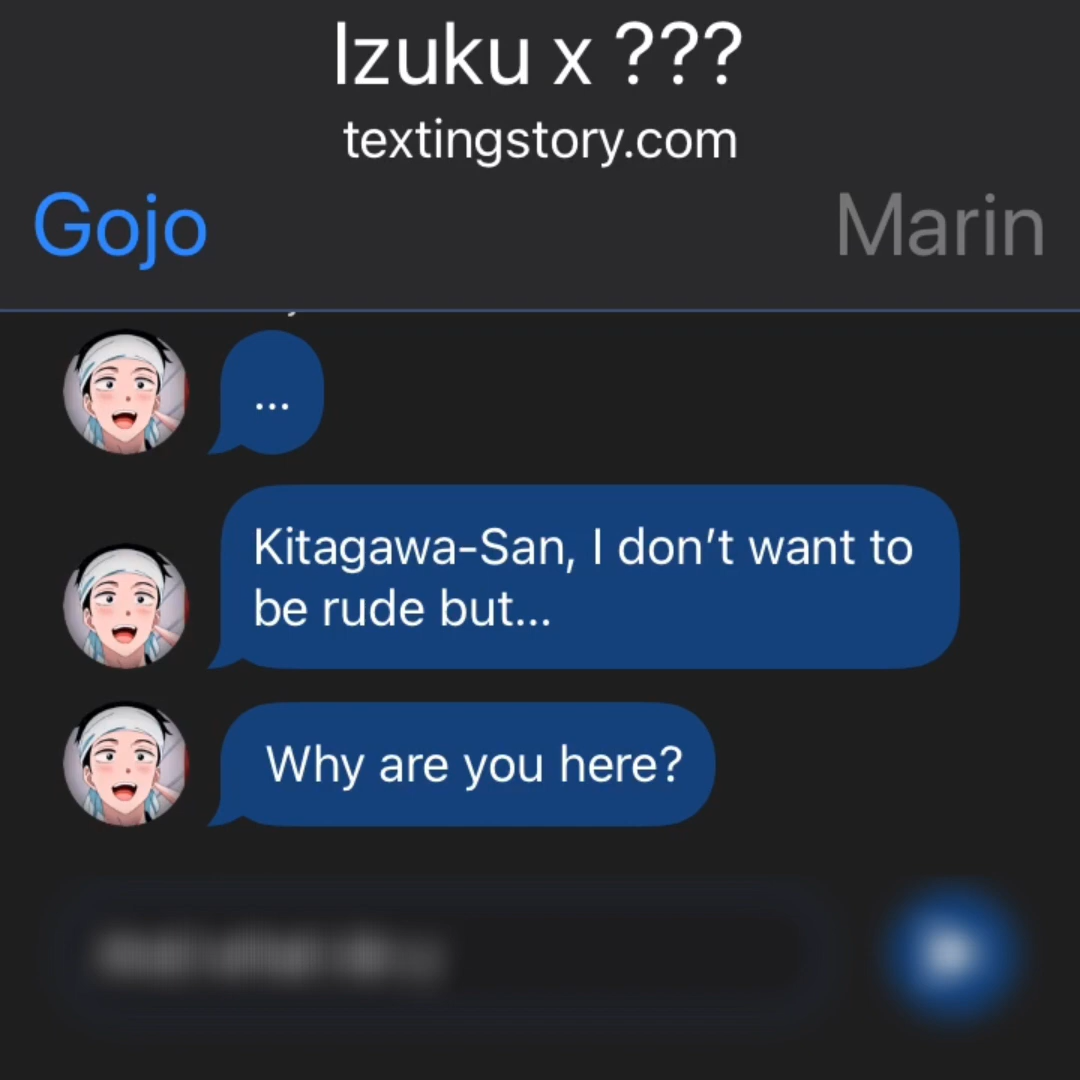 Izuku x ???
textingstory.com
Gojo
Marin
...
Kitagawa-San, I don’t want to
be rude but...
Why are you here?